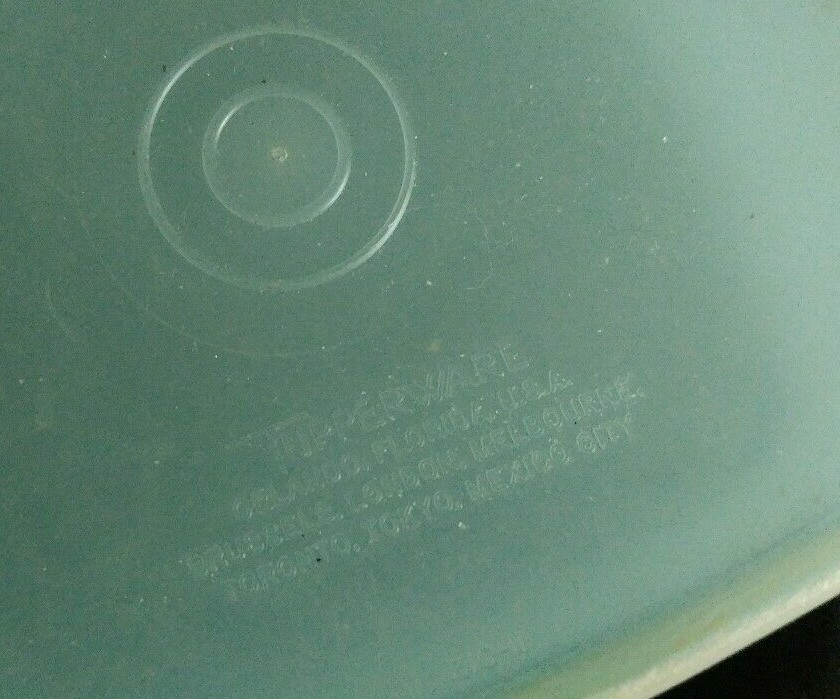 TUPPERWARE
ORLANDO, FLORIDA, U.S.A.
BRUSSELS, LONDON, MELBOURNE,
TORONTO, TOKYO, MEXICO CITY